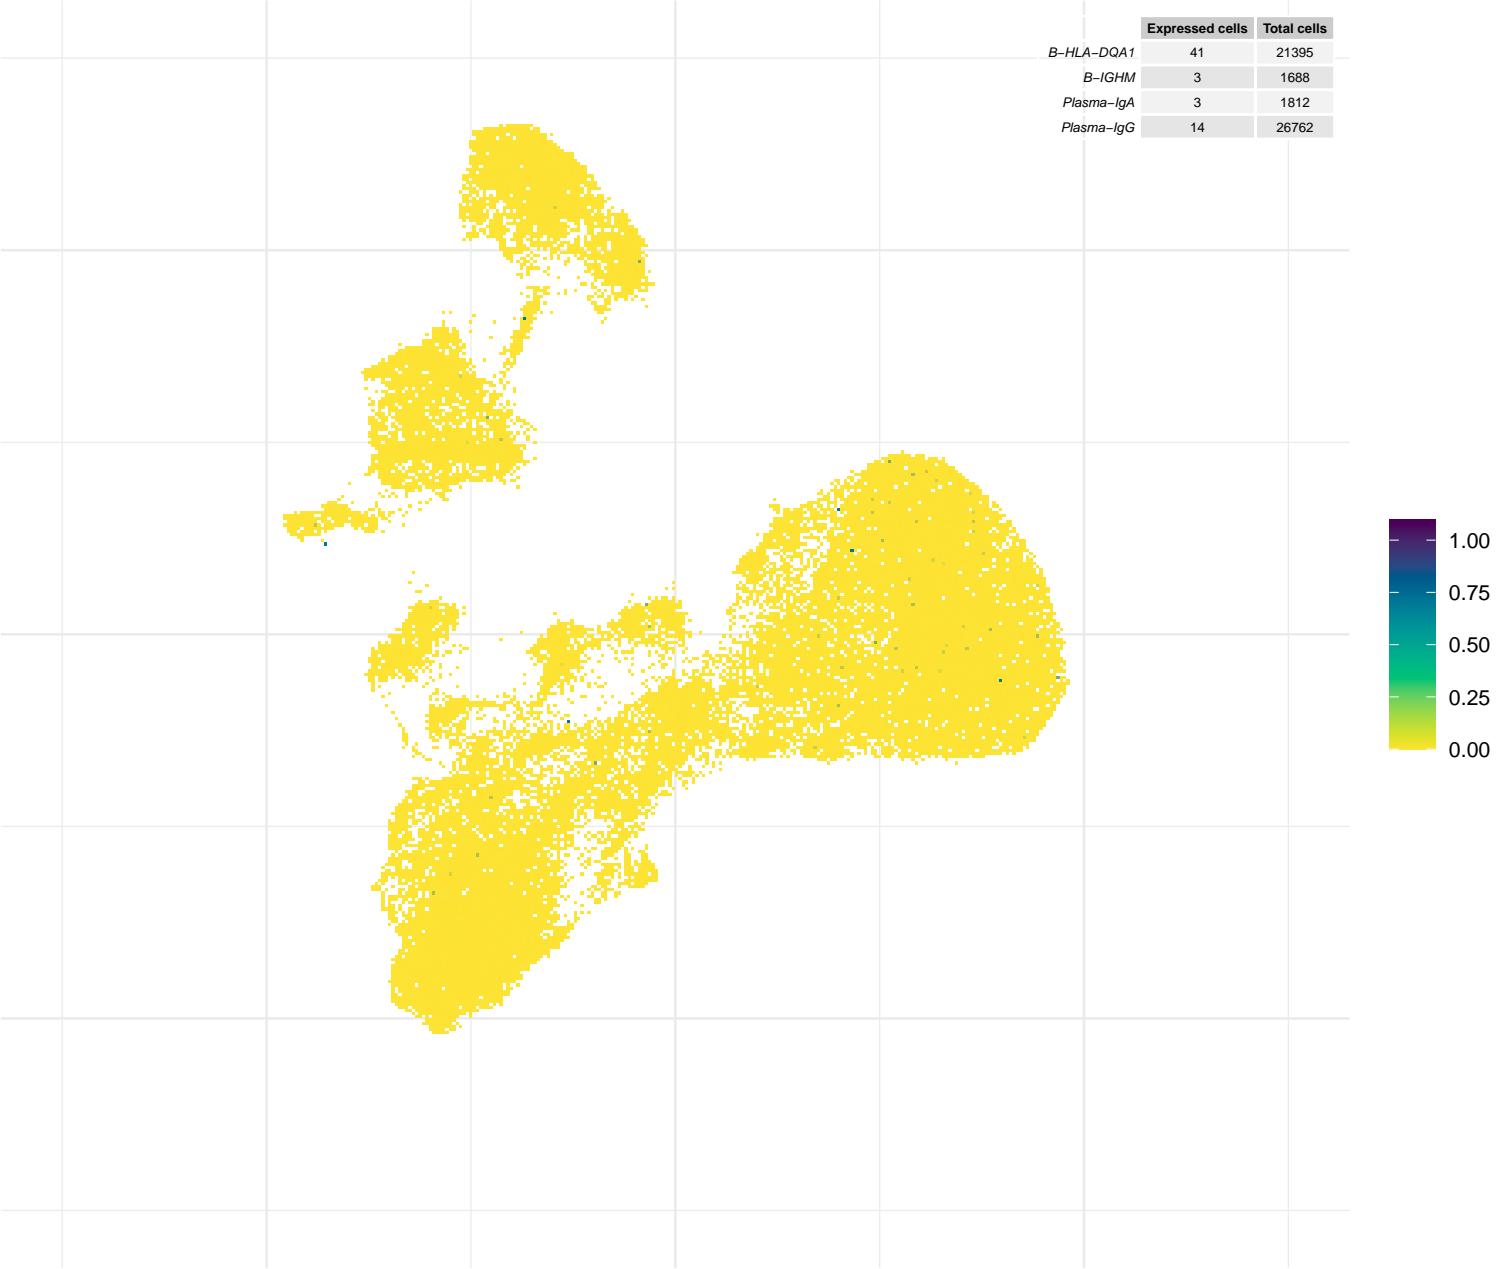 Expressed cells Total cells
B−HLA−DQA1 41 21395
B−IGHM 3 1688
Plasma−IgA 3 1812
Plasma−IgG 14 26762
1.00
0.75
0.50
0.25
0.00